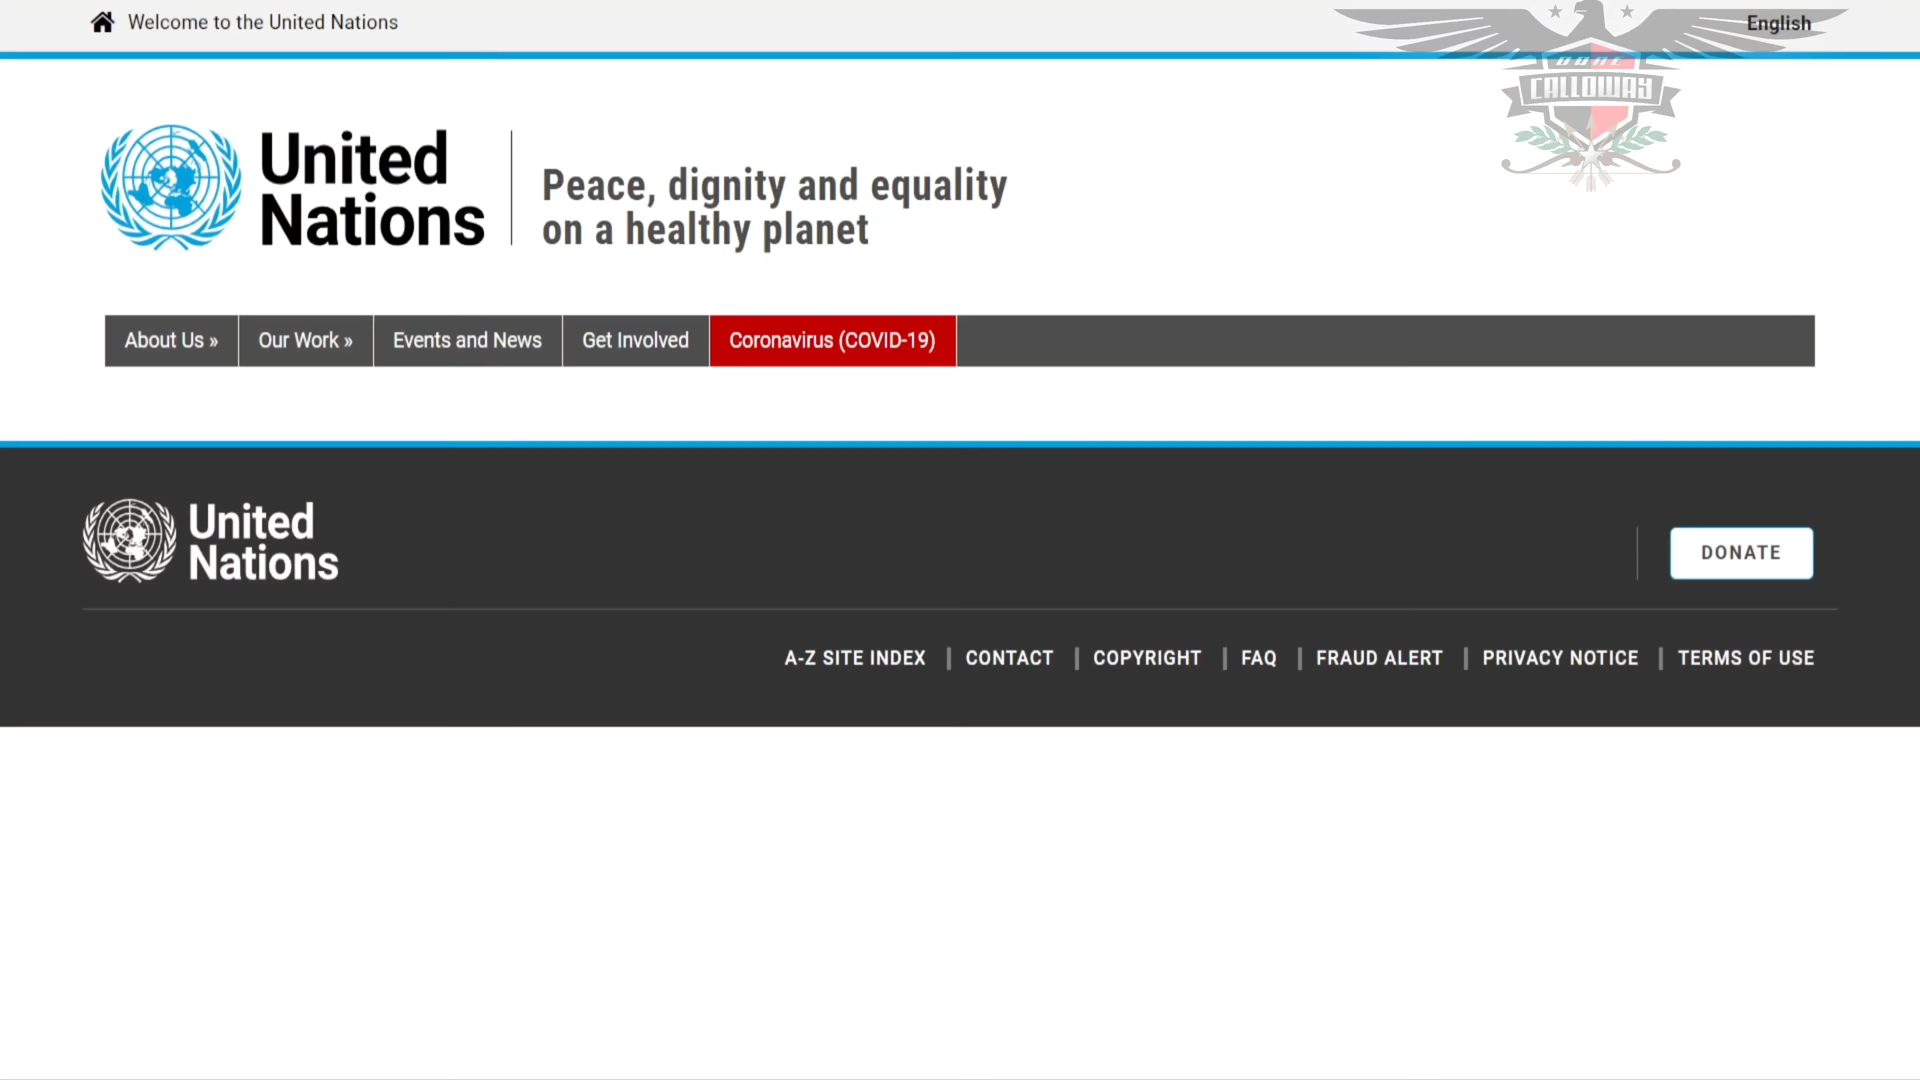 Welcome to the United Nations
English
DUKE
CALLOWAY
United
Nations
Peace, dignity and equality
on a healthy planet
About Us »
Our Work »
Events and News
Get Involved
Coronavirus (COVID-19)
United
Nations
DONATE
A-Z SITE INDEX
CONTACT
COPYRIGHT
FAQ
FRAUD ALERT
PRIVACY NOTICE
TERMS OF USE